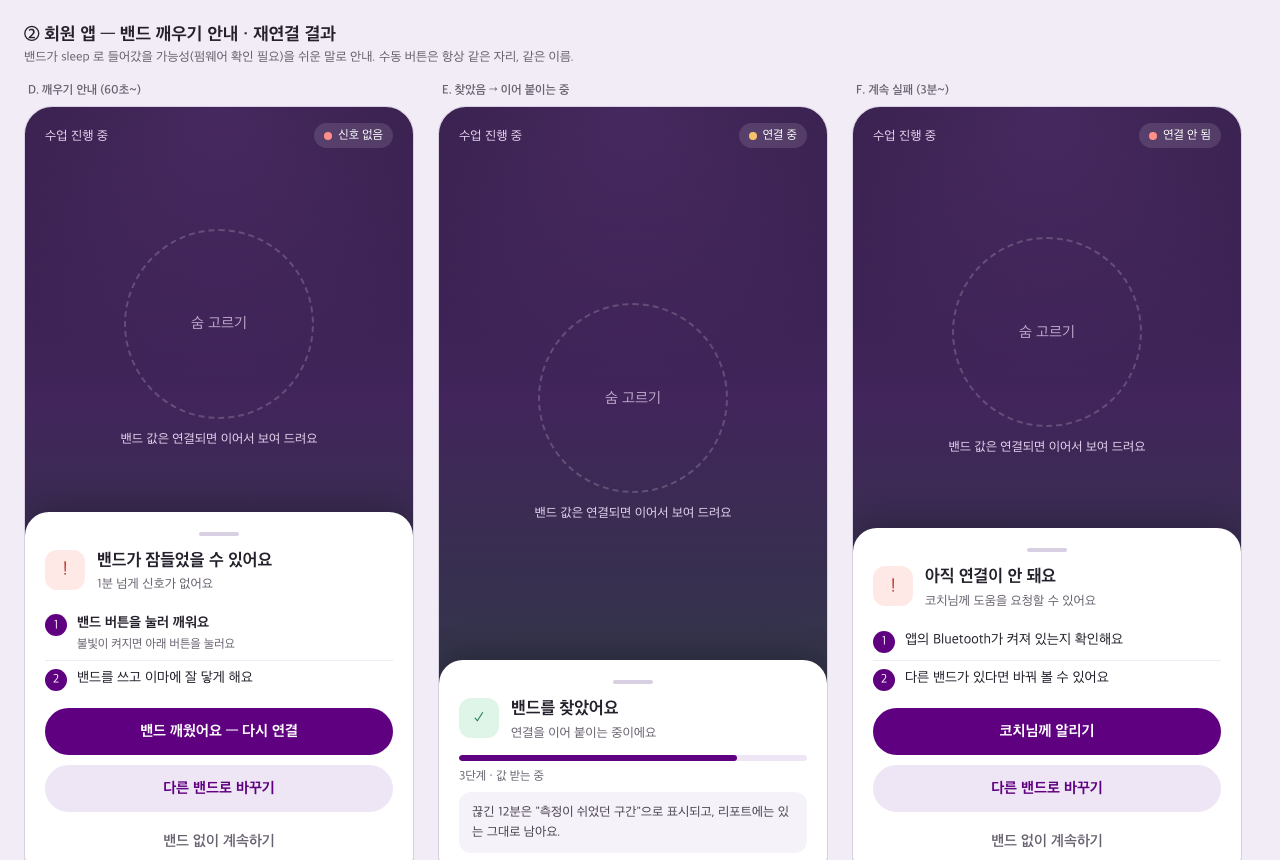 ② 회원 앱 — 밴드 깨우기 안내 · 재연결 결과
밴드가 sleep 로 들어갔을 가능성(펌웨어 확인 필요)을 쉬운 말로 안내. 수동 버튼은 항상 같은 자리, 같은 이름.
D. 깨우기 안내 (60초~)
수업 진행 중
신호 없음
숨 고르기
밴드 값은 연결되면 이어서 보여 드려요
!
밴드가 잠들었을 수 있어요
1분 넘게 신호가 없어요
1 밴드 버튼을 눌러 깨워요
불빛이 켜지면 아래 버튼을 눌러요
2 밴드를 쓰고 이마에 잘 닿게 해요
밴드 깨웠어요 — 다시 연결
다른 밴드로 바꾸기
밴드 없이 계속하기
E. 찾았음 → 이어 붙이는 중
수업 진행 중
연결 중
숨 고르기
밴드 값은 연결되면 이어서 보여 드려요
✓
밴드를 찾았어요
연결을 이어 붙이는 중이에요
3단계 · 값 받는 중
끊긴 12분은 "측정이 쉬었던 구간"으로 표시되고, 리포트에는 있
는 그대로 남아요.
F. 계속 실패 (3분~)
수업 진행 중
연결 안 됨
숨 고르기
밴드 값은 연결되면 이어서 보여 드려요
!
아직 연결이 안 돼요
코치님께 도움을 요청할 수 있어요
1 앱의 Bluetooth가 켜져 있는지 확인해요
2 다른 밴드가 있다면 바꿔 볼 수 있어요
코치님께 알리기
다른 밴드로 바꾸기
밴드 없이 계속하기